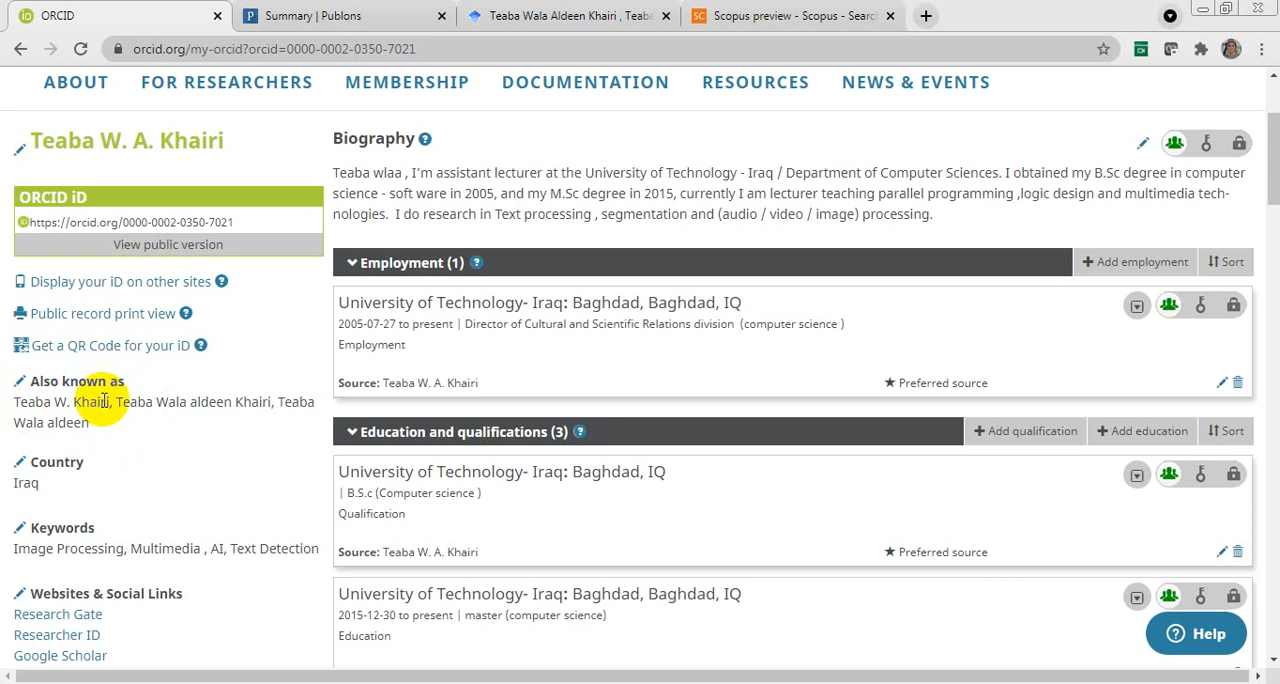 ORCID
Summary | Publons
Teaba Wala Aldeen Khairi , Teaba
Scopus preview - Scopus - Searc
orcid.org/my-orcid?orcid=0000-0002-0350-7021
ABOUT FOR RESEARCHERS MEMBERSHIP DOCUMENTATION RESOURCES NEWS & EVENTS
Teaba W. A. Khairi
ORCID iD
https://orcid.org/0000-0002-0350-7021
View public version
Display your iD on other sites
Public record print view
Get a QR Code for your iD
Also known as
Teaba W. Khairi, Teaba Wala aldeen Khairi, Teaba
Wala aldeen
Country
Iraq
Keywords
Image Processing, Multimedia , AI, Text Detection
Websites & Social Links
Research Gate
Researcher ID
Google Scholar
Biography
Teaba wlaa , I'm assistant lecturer at the University of Technology - Iraq / Department of Computer Sciences. I obtained my B.Sc degree in computer
science - soft ware in 2005, and my M.Sc degree in 2015, currently I am lecturer teaching parallel programming ,logic design and multimedia tech-
nologies. I do research in Text processing , segmentation and (audio / video / image) processing.
Employment (1)
Add employment
Sort
University of Technology- Iraq: Baghdad, Baghdad, IQ
2005-07-27 to present | Director of Cultural and Scientific Relations division (computer science )
Employment
Source: Teaba W. A. Khairi
Preferred source
Education and qualifications (3)
Add qualification
Add education
Sort
University of Technology- Iraq: Baghdad, IQ
| B.S.c (Computer science )
Qualification
Source: Teaba W. A. Khairi
Preferred source
University of Technology- Iraq: Baghdad, Baghdad, IQ
2015-12-30 to present | master (computer science)
Education
Help